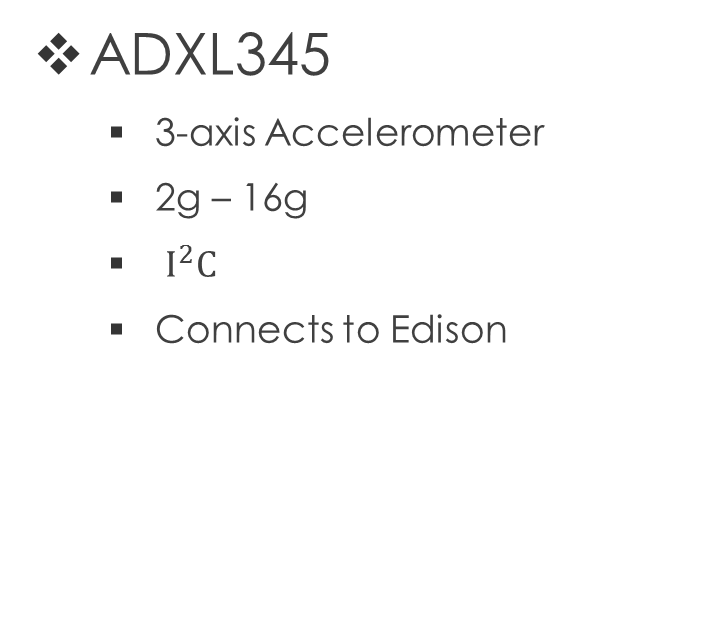 ❖ ADXL345
▪ 3-axis Accelerometer
▪ 2g – 16g
▪ I²C
▪ Connects to Edison